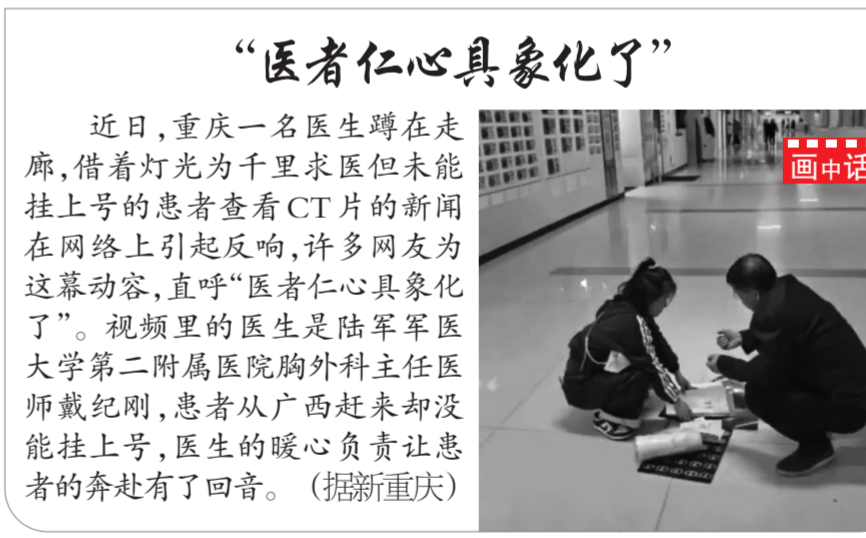 “医者仁心具象化了”
近日，重庆一名医生蹲在走
廊，借着灯光为千里求医但未能
挂上号的患者查看CT片的新闻
在网络上引起反响，许多网友为
这幕动容，直呼“医者仁心具象化
了”。视频里的医生是陆军军医
大学第二附属医院胸外科主任医
师戴纪刚，患者从广西赶来却没
能挂上号，医生的暖心负责让患
者的奔赴有了回音。（据新重庆）
画中话